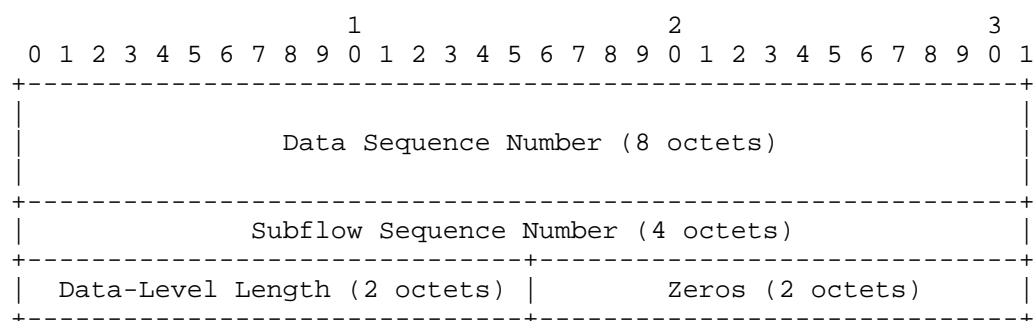 1 2 3
0 1 2 3 4 5 6 7 8 9 0 1 2 3 4 5 6 7 8 9 0 1 2 3 4 5 6 7 8 9 0 1
Data Sequence Number (8 octets)
Subflow Sequence Number (4 octets)
Data-Level Length (2 octets) | Zeros (2 octets)